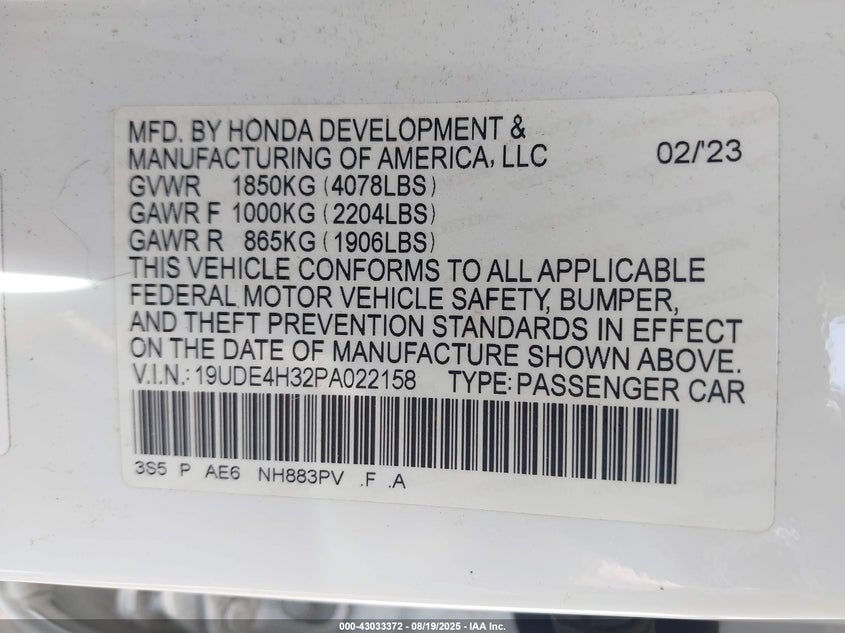 MFD. BY HONDA DEVELOPMENT &
MANUFACTURING OF AMERICA, LLC 02/'23
GVWR 1850KG (4078LBS)
GAWR F 1000KG (2204LBS)
GAWR R 865KG (1906LBS)
THIS VEHICLE CONFORMS TO ALL APPLICABLE
FEDERAL MOTOR VEHICLE SAFETY, BUMPER,
AND THEFT PREVENTION STANDARDS IN EFFECT
ON THE DATE OF MANUFACTURE SHOWN ABOVE.
V.I.N.: 19UDE4H32PA022158 TYPE: PASSENGER CAR
3S5 P AE6 NH883PV .F .A
000-43033372 - 08/19/2025 - IAA Inc.